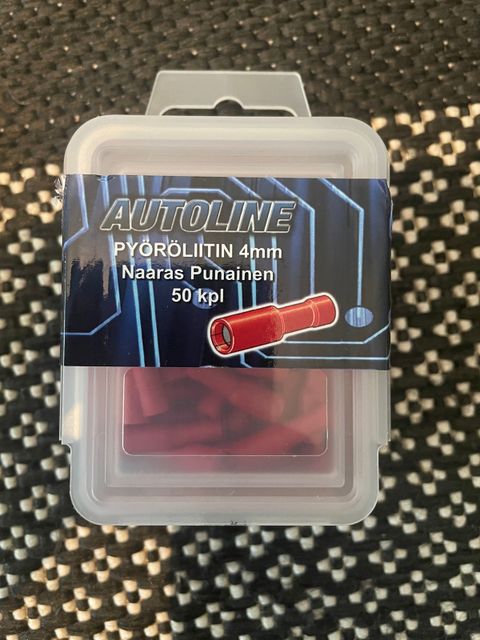 AUTOLINE
PYÖRÖLIITIN 4mm
Naaras Punainen
50 kpl